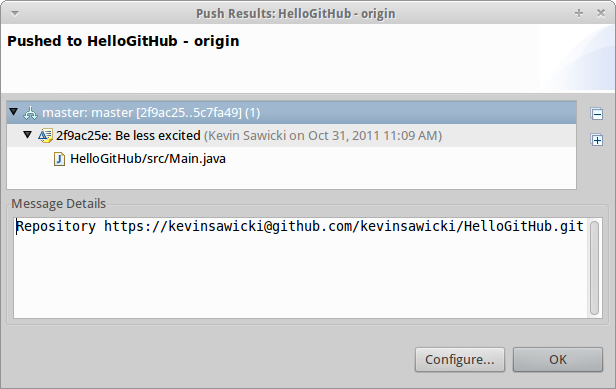 Push Results: HelloGitHub - origin
Pushed to HelloGitHub - origin
master: master [2f9ac25..5c7fa49] (1)
2f9ac25e: Be less excited (Kevin Sawicki on Oct 31, 2011 11:09 AM)
HelloGitHub/src/Main.java
Message Details
Repository https://kevinsawicki@github.com/kevinsawicki/HelloGitHub.git
Configure... OK